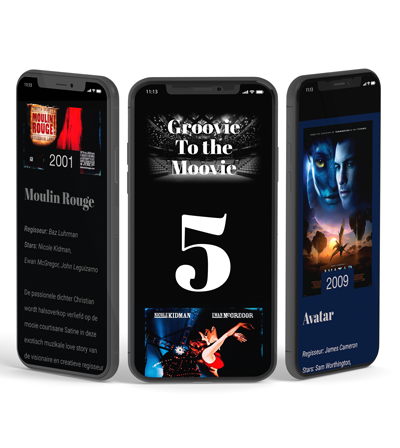 11:13
MOULIN
ROUGE!
2001
Moulin Rouge
Regisseur: Baz Luhrman
Stars: Nicole Kidman,
Ewan McGregor, John Leguizamo
De passionele dichter Christian
wordt halsoverkop verliefd op de
mooie courtisane Satine in deze
exotisch muzikale love story van
de visionaire en creatieve regisseur
11:13
Groovie
To the
Moovie
5
NICOLE KIDMAN
EWAN McGREGOR
11:13
2009
Avatar
Regisseur: James Cameron
Stars: Sam Worthington,